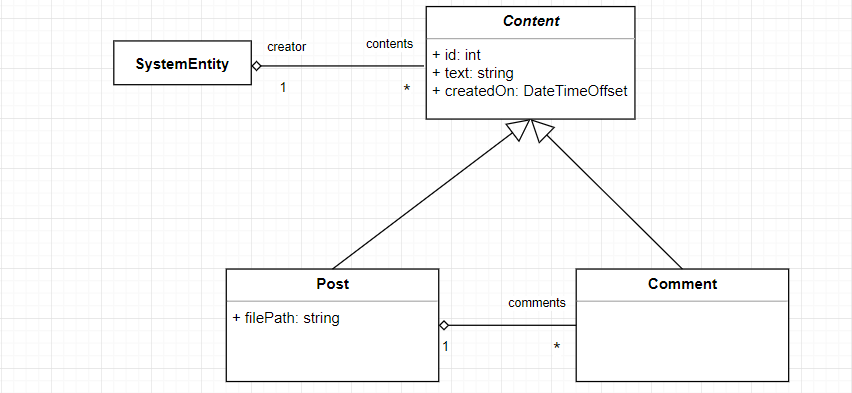 Content
+ id: int
+ text: string
+ createdOn: DateTimeOffset
SystemEntity
creator
contents
1
*
Post
+ filePath: string
comments
1
*
Comment